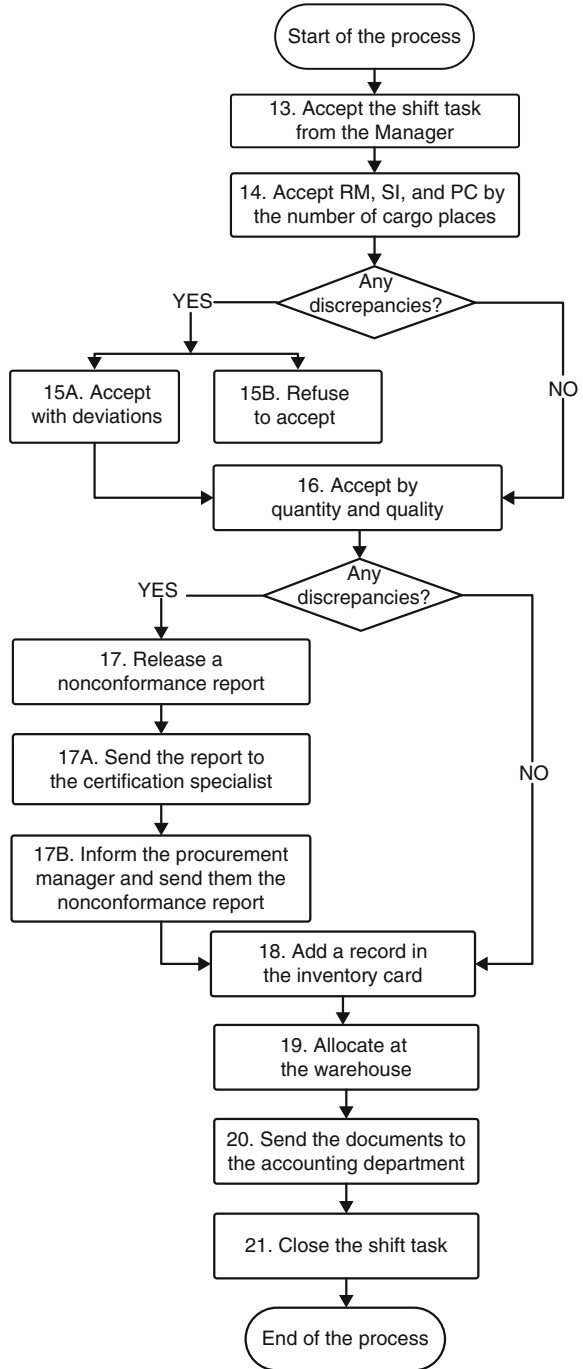 Start of the process
13. Accept the shift task
from the Manager
14. Accept RM, SI, and PC by
the number of cargo places
Any
discrepancies?
YES
NO
15A. Accept
with deviations
15B. Refuse
to accept
16. Accept by
quantity and quality
Any
discrepancies?
YES
NO
17. Release a
nonconformance report
17A. Send the report to
the certification specialist
17B. Inform the procurement
manager and send them the
nonconformance report
18. Add a record in
the inventory card
19. Allocate at
the warehouse
20. Send the documents to
the accounting department
21. Close the shift task
End of the process